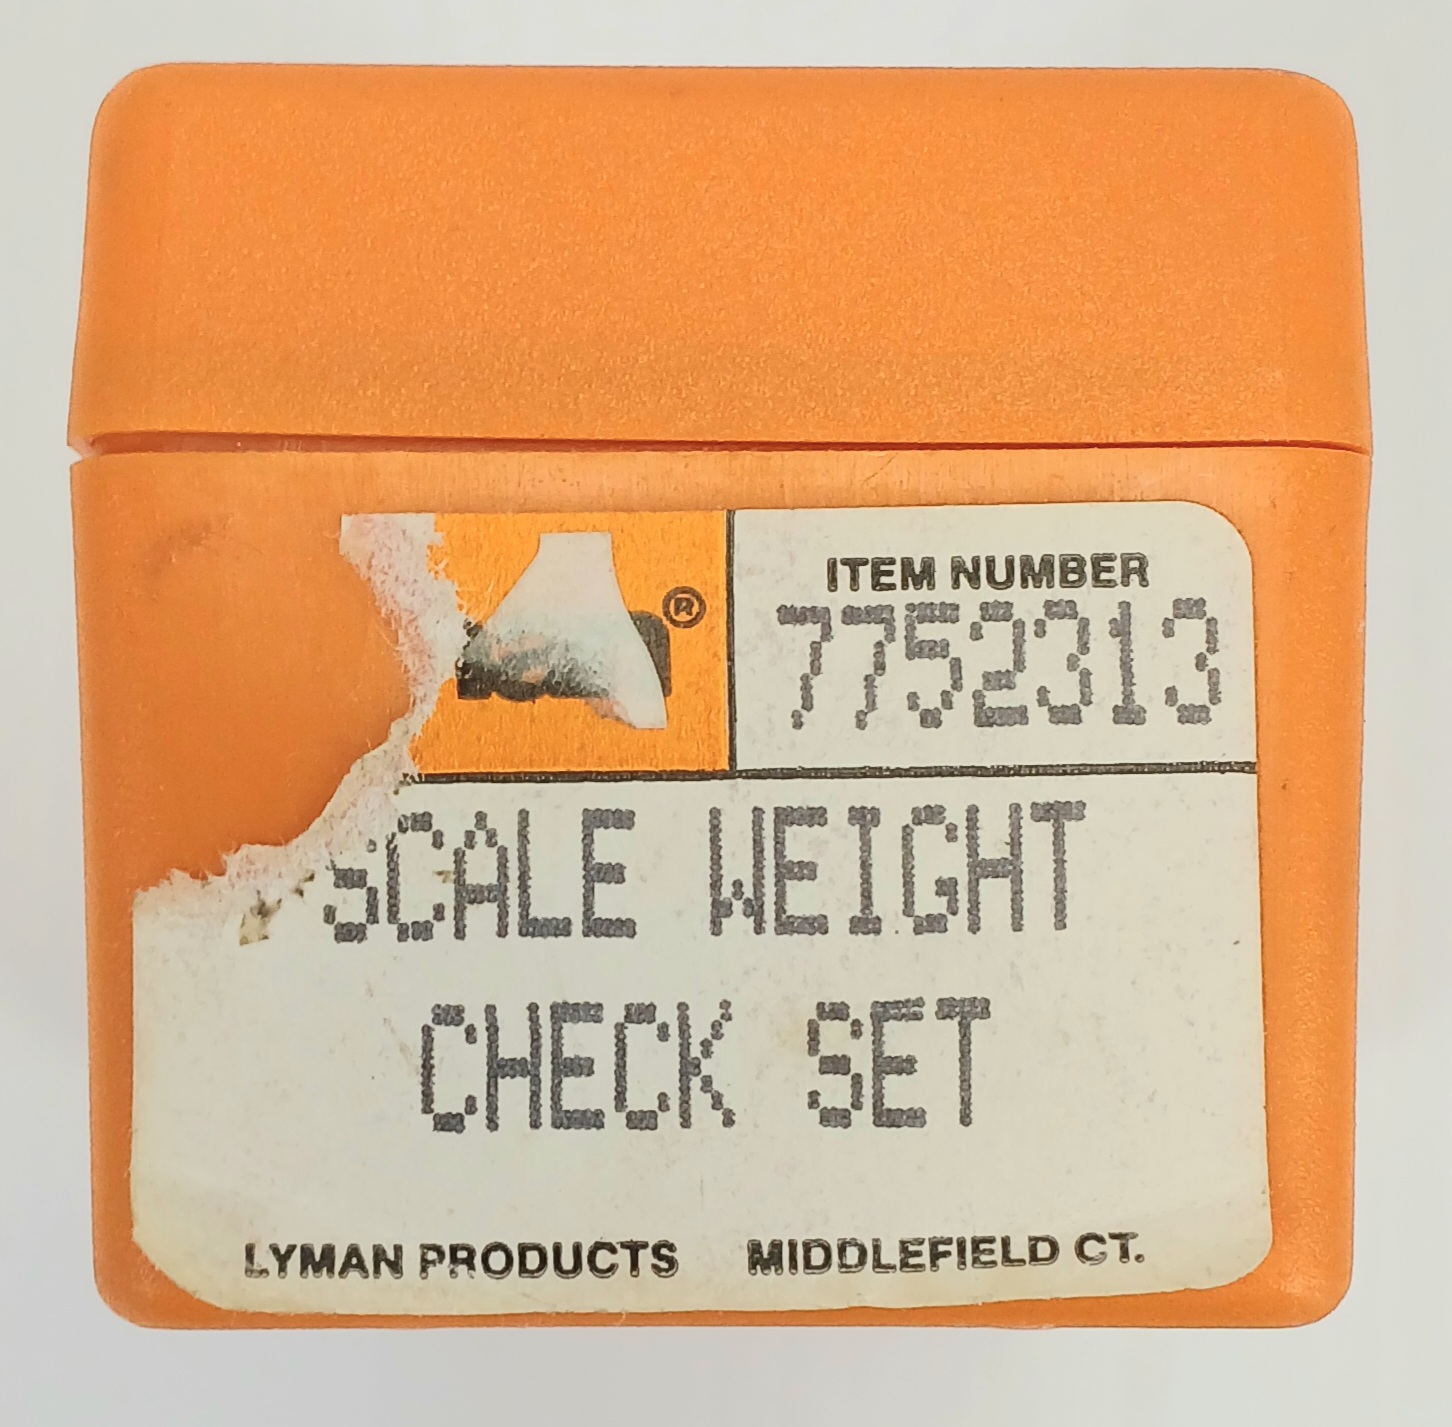 ®
ITEM NUMBER
7752313
SCALE WEIGHT
CHECK SET
LYMAN PRODUCTS MIDDLEFIELD CT.